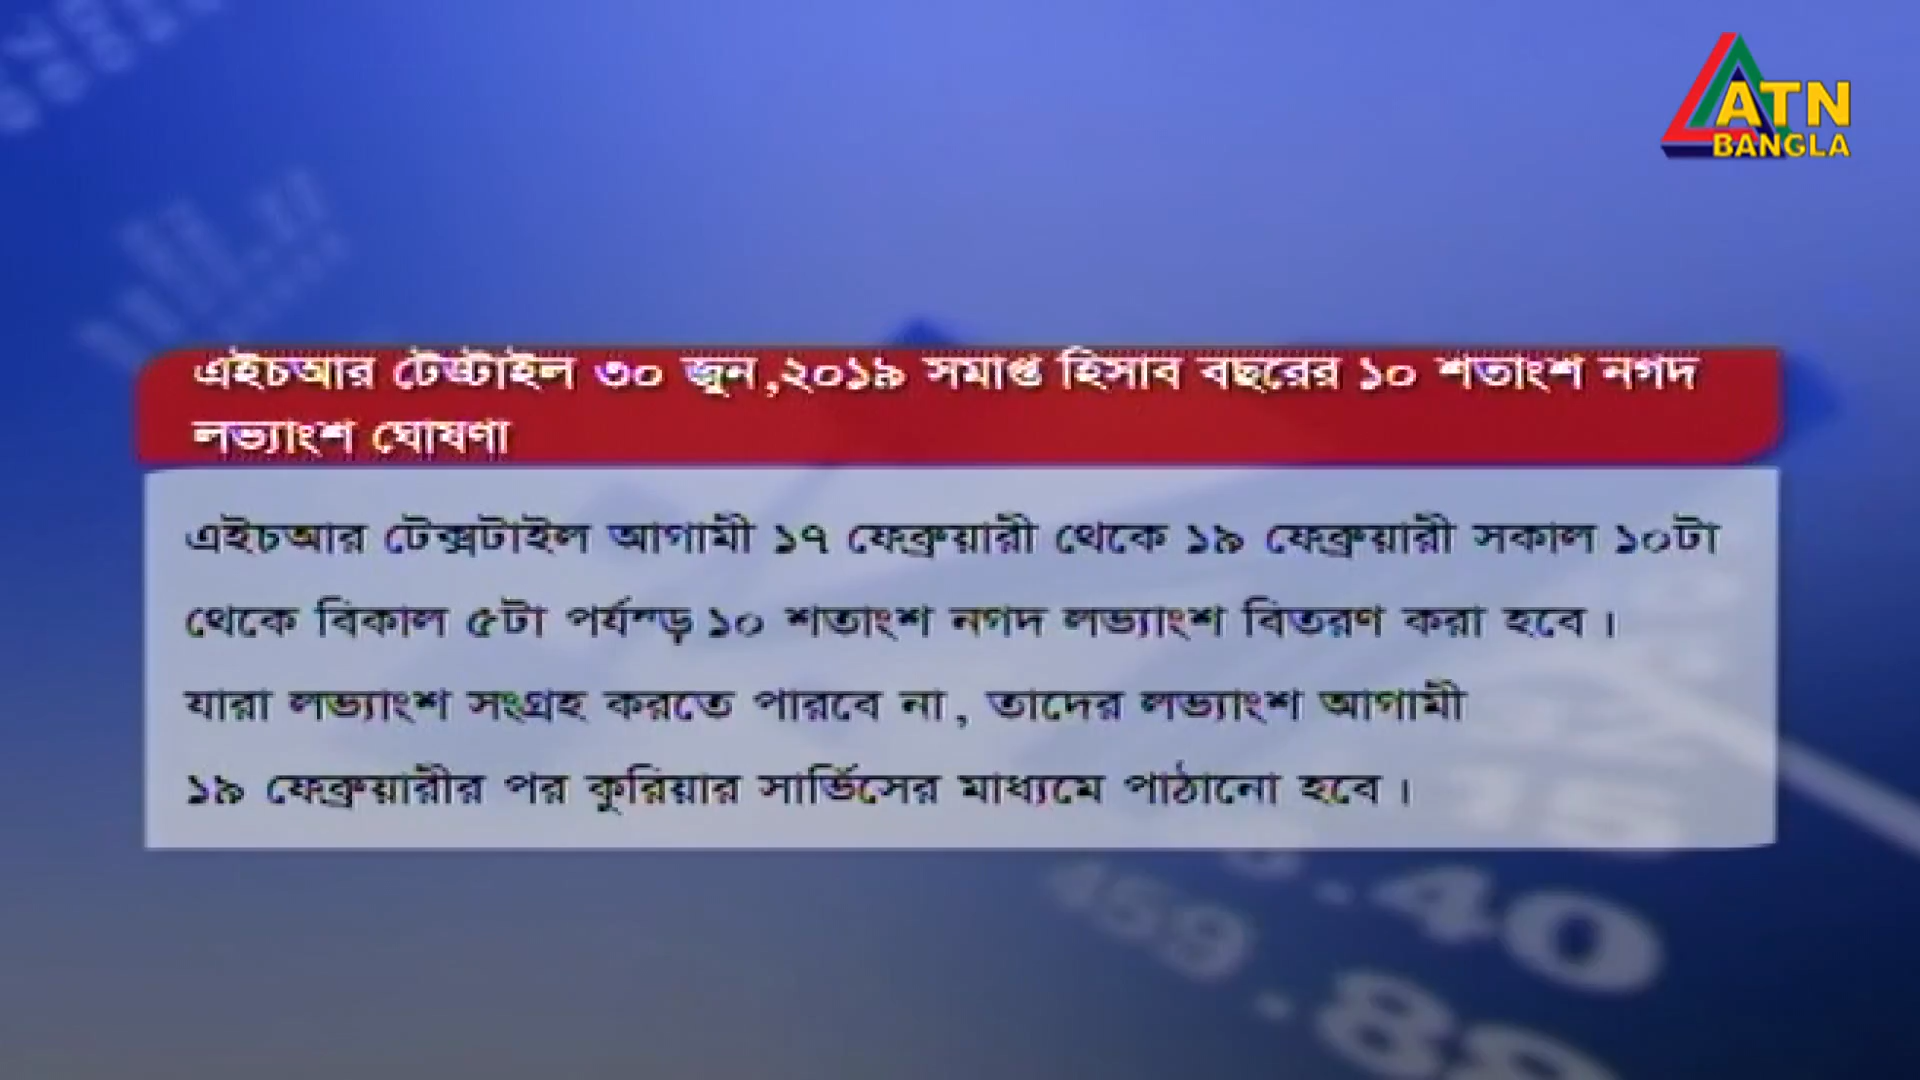 ATN
BANGLA
এইচআর টেক্টাইল ৩০ জুন,২০১৯ সমাপ্ত হিসাব বছরের ১০ শতাংশ নগদ
লভ্যাংশ ঘোষণা
এইচআর টেক্সটাইল আগামী ১৭ ফেব্রুয়ারী থেকে ১৯ ফেব্রুয়ারী সকাল ১০টা
থেকে বিকাল ৫টা পর্যন্ড় ১০ শতাংশ নগদ লভ্যাংশ বিতরণ করা হবে।
যারা লভ্যাংশ সংগ্রহ করতে পারবে না, তাদের লভ্যাংশ আগামী
১৯ ফেব্রুয়ারীর পর কুরিয়ার সার্ভিসের মাধ্যমে পাঠানো হবে।
.40
459